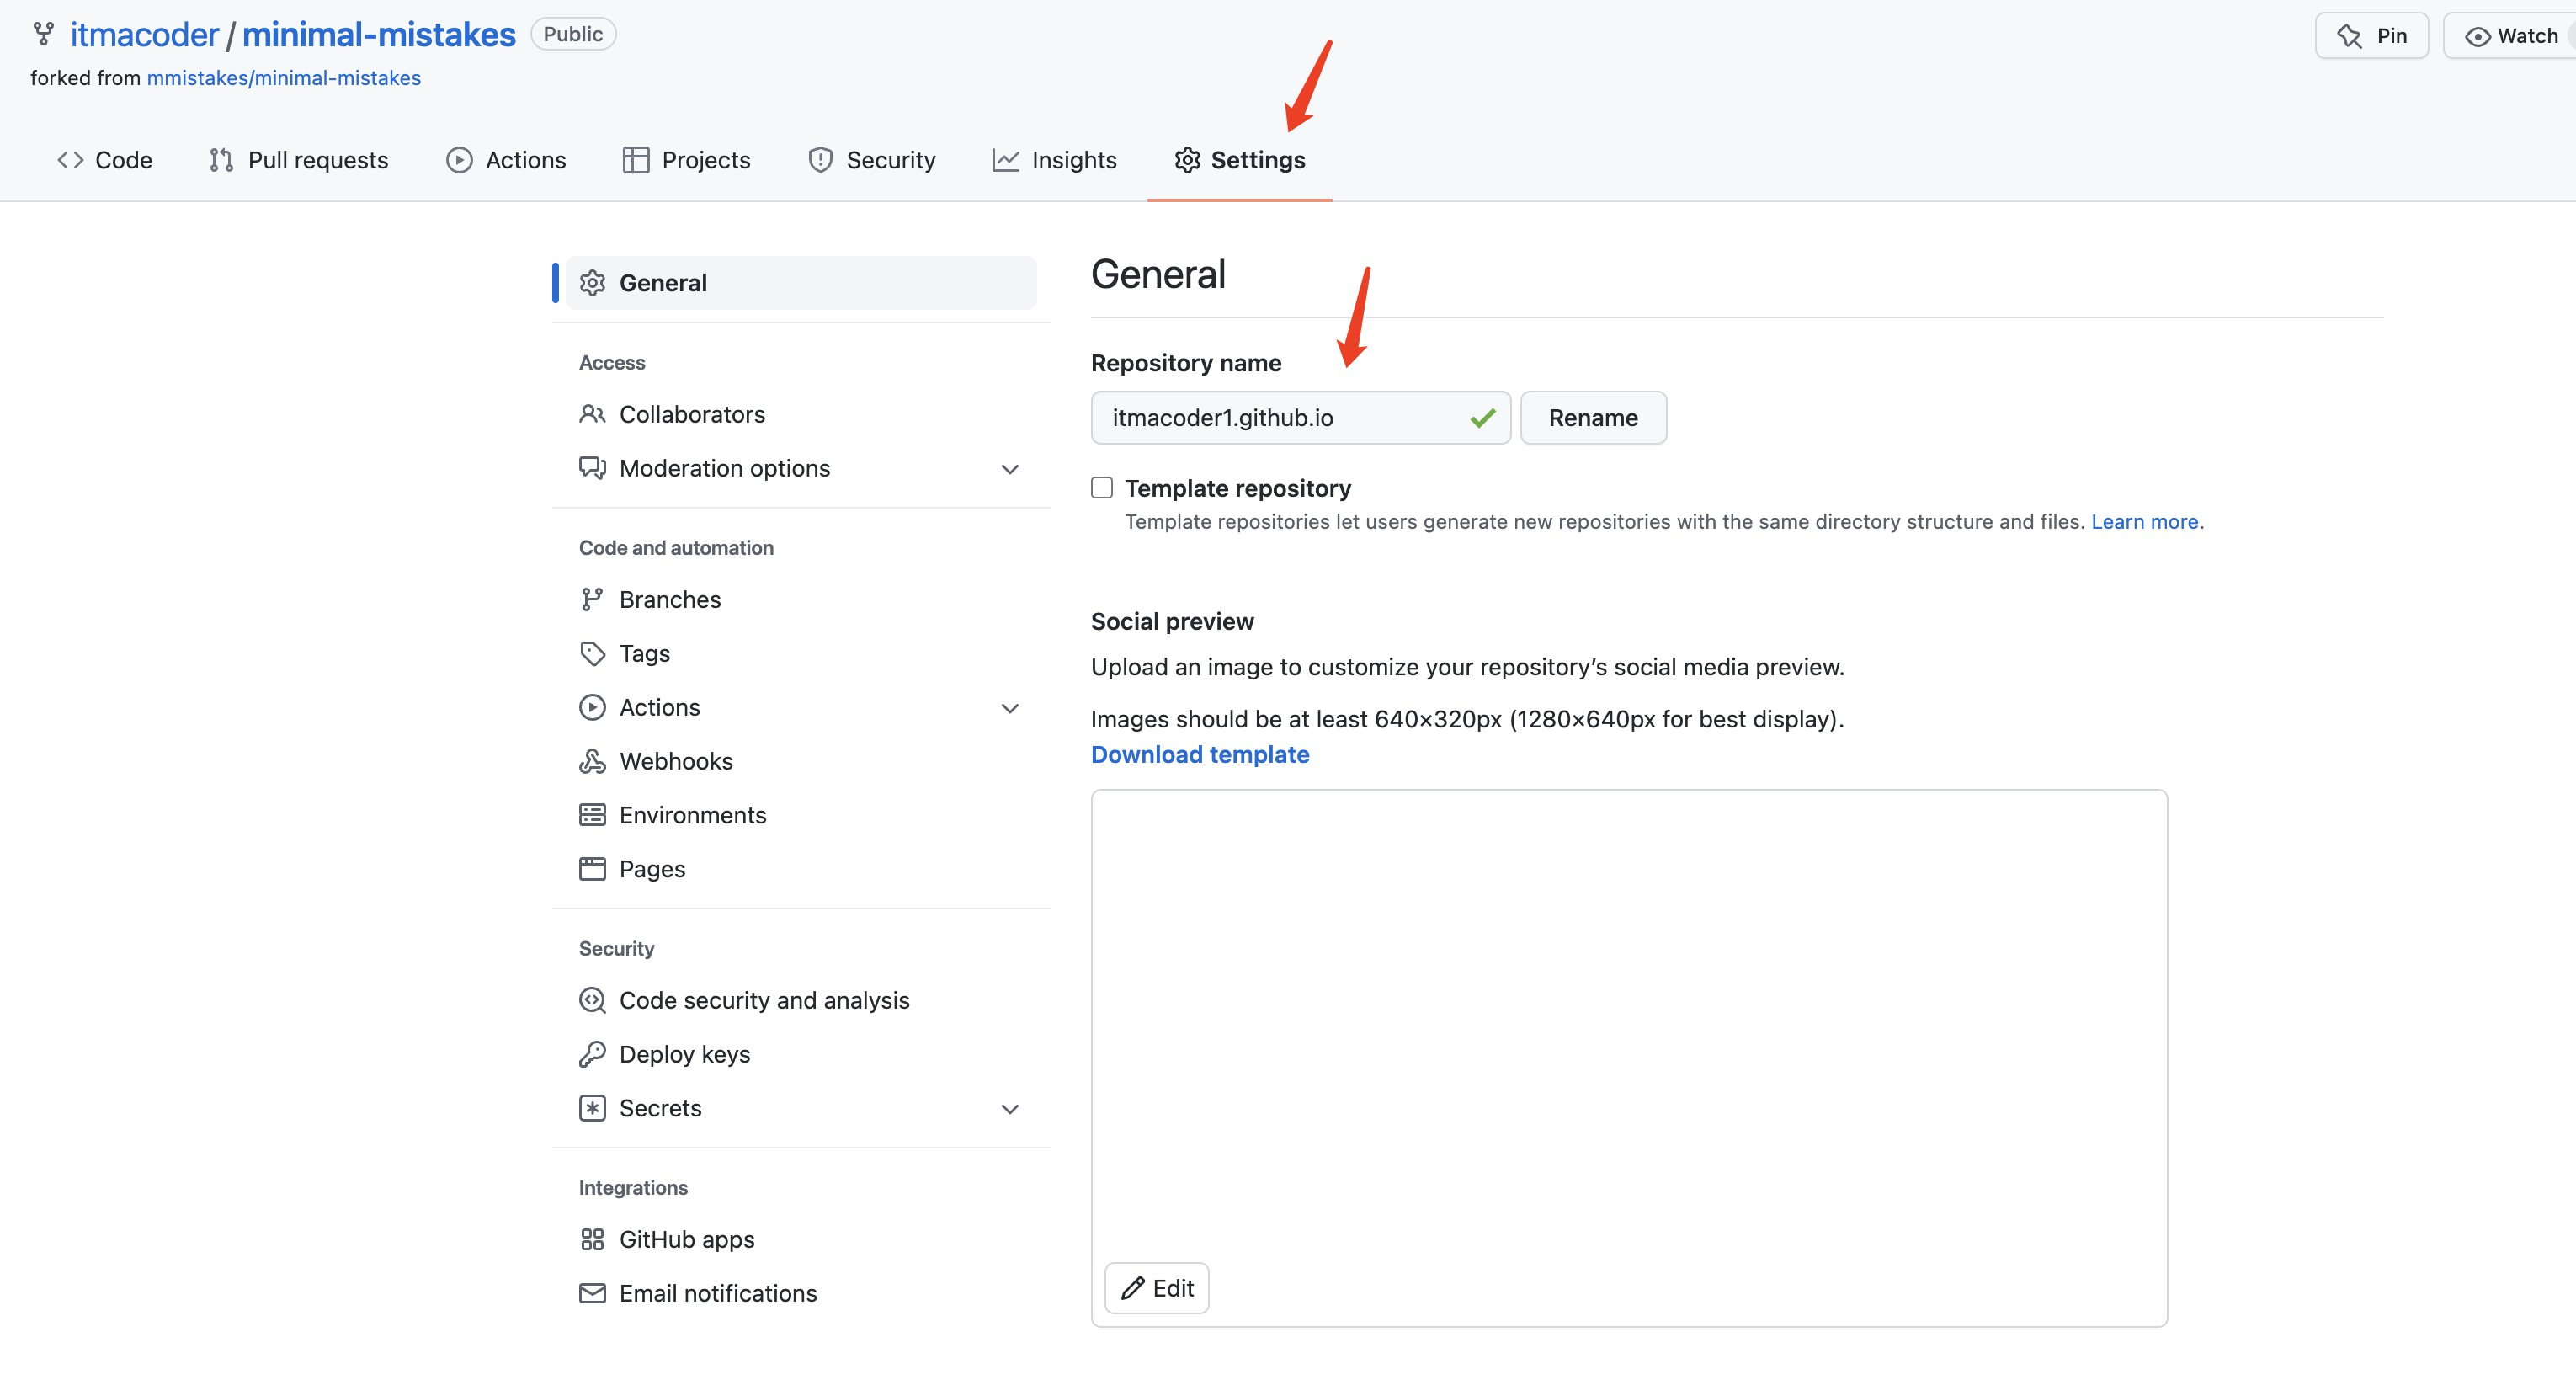 itmacoder / minimal-mistakes Public
Pin
Watch
forked from mmistakes/minimal-mistakes
Code
Pull requests
Actions
Projects
Security
Insights
Settings
General
Access
Collaborators
Moderation options
Code and automation
Branches
Tags
Actions
Webhooks
Environments
Pages
Security
Code security and analysis
Deploy keys
Secrets
Integrations
GitHub apps
Email notifications
General
Repository name
itmacoder1.github.io
Rename
Template repository
Template repositories let users generate new repositories with the same directory structure and files. Learn more.
Social preview
Upload an image to customize your repository’s social media preview.
Images should be at least 640×320px (1280×640px for best display).
Download template
Edit